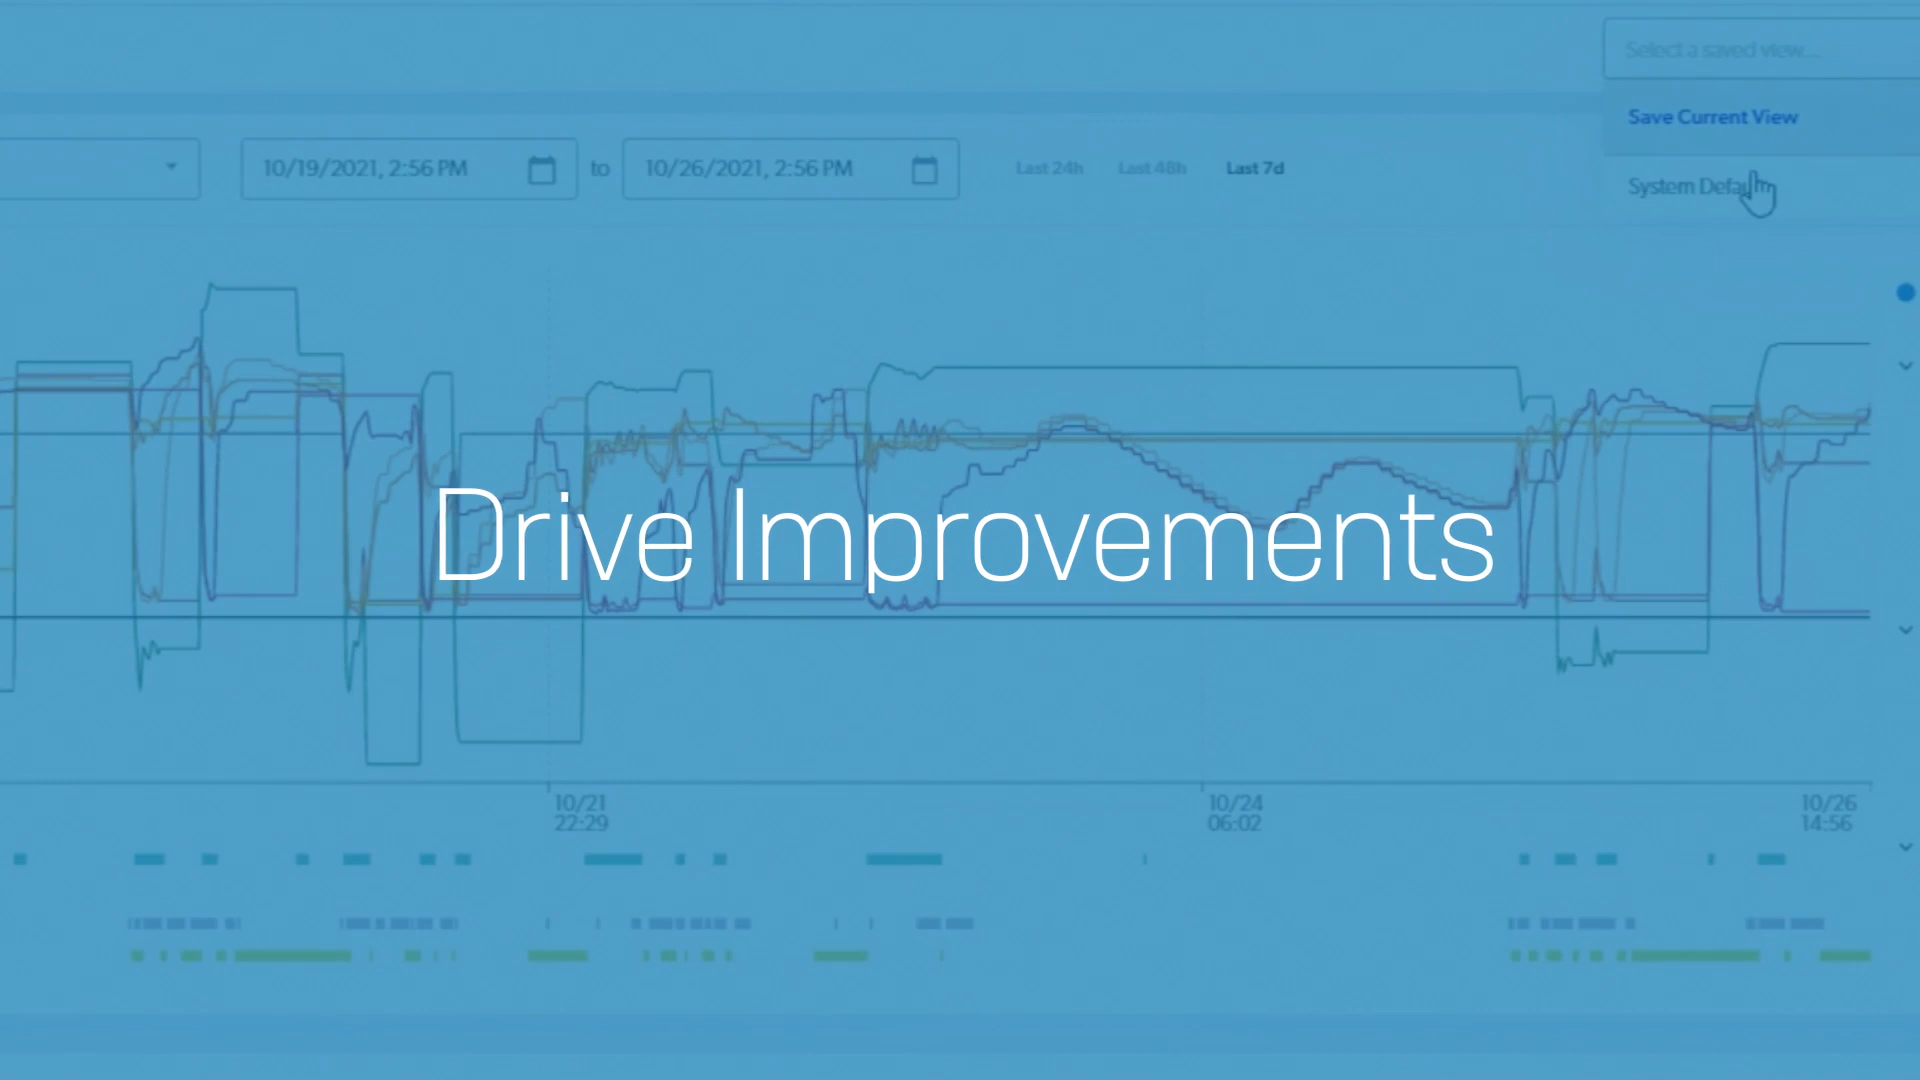 Select a saved view...
Save Current View
10/19/2021, 2:56 PM to 10/26/2021, 2:56 PM Last 24h Last 48h Last 7d
System Defau
Drive Improvements
10/21
22:29
10/24
06:02
10/26
14:56